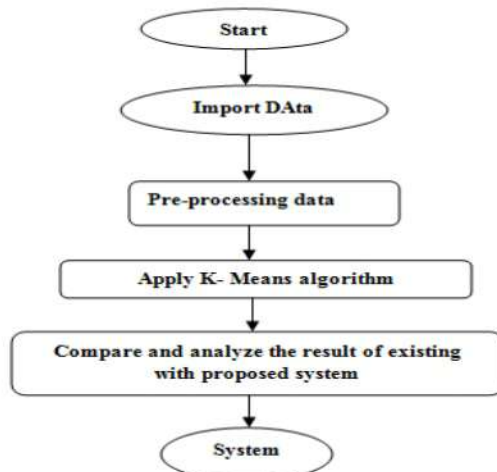 Start
Import DAta
Pre-processing data
Apply K- Means algorithm
Compare and analyze the result of existing
with proposed system
System